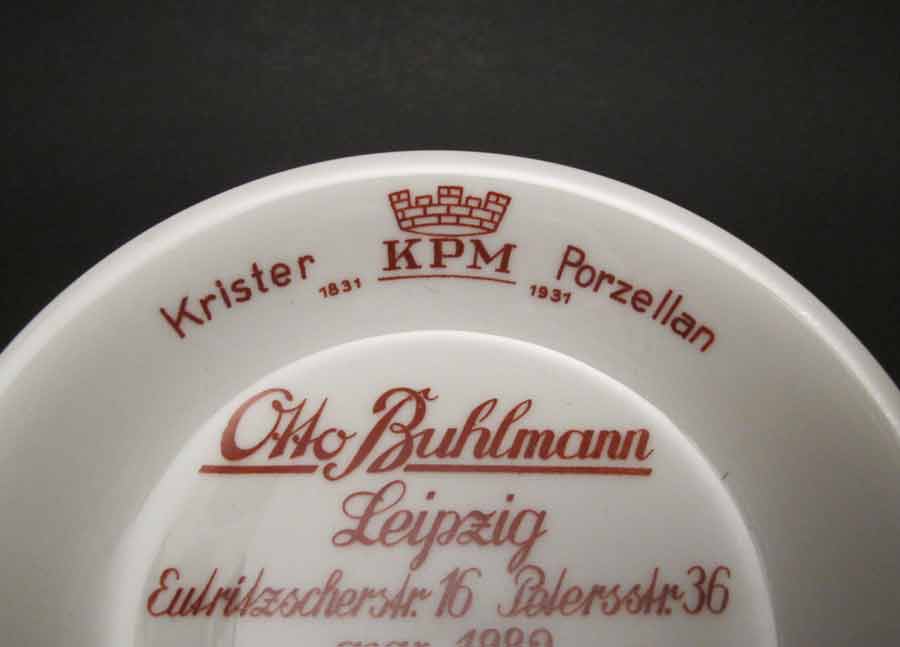 KPM
Krister 1831 1931 Porzellan
Otto Buhlmann
Leipzig
Eutritzscherstr. 16 Petersstr. 36